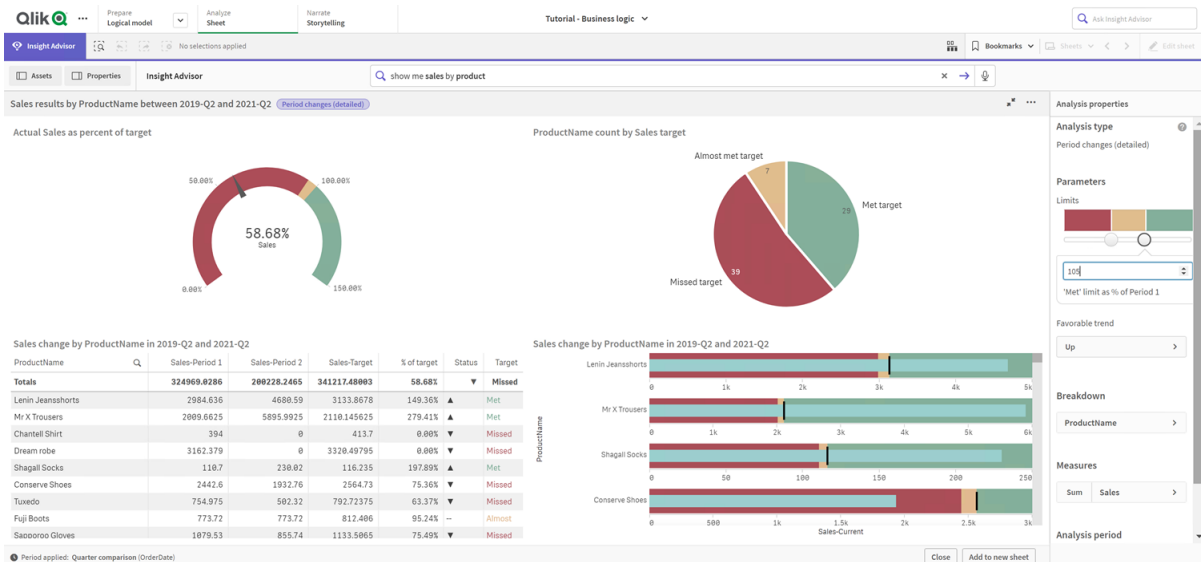 Qlik
Prepare
Logical model
Analyze
Sheet
Narrate
Storytelling
Tutorial - Business logic
Ask Insight Advisor
Insight Advisor
No selections applied
Bookmarks
Sheets
Edit sheet
Assets
Properties
Insight Advisor
show me sales by product
Sales results by ProductName between 2019-Q2 and 2021-Q2 Period changes (detailed)
Actual Sales as percent of target
50.00%
100.00%
58.68%
Sales
0.00%
150.00%
ProductName count by Sales target
Almost met target
7
29
Met target
39
Missed target
Sales change by ProductName in 2019-Q2 and 2021-Q2
ProductName Sales-Period 1 Sales-Period 2 Sales-Target % of target Status Target
Totals 324969.0286 200228.2465 341217.48003 58.68% ▼ Missed
Lenin Jeansshorts 2984.636 4680.59 3133.8678 149.36% ▲ Met
Mr X Trousers 2009.6625 5895.9925 2110.145625 279.41% ▲ Met
Chantell Shirt 394 0 413.7 0.00% ▼ Missed
Dream robe 3162.379 0 3320.49795 0.00% ▼ Missed
Shagall Socks 110.7 230.02 116.235 197.89% ▲ Met
Conserve Shoes 2442.6 1932.76 2564.73 75.36% ▼ Missed
Tuxedo 754.975 502.32 792.72375 63.37% ▼ Missed
Fuji Boots 773.72 773.72 812.406 95.24% -- Almost
Sapporoo Gloves 1079.53 855.74 1133.5065 75.49% ▼ Missed
Sales change by ProductName in 2019-Q2 and 2021-Q2
ProductName
Lenin Jeansshorts
0 1k 2k 3k 4k 5k
Mr X Trousers
0 1k 2k 3k 4k 5k 6k
Shagall Socks
0 50 100 150 200 250
Conserve Shoes
0 500 1k 1.5k 2k 2.5k 3k
Sales-Current
Analysis properties
Analysis type
Period changes (detailed)
Parameters
Limits
105
'Met' limit as % of Period 1
Favorable trend
Up
Breakdown
ProductName
Measures
Sum Sales
Analysis period
Period applied: Quarter comparison (OrderDate)
Close
Add to new sheet